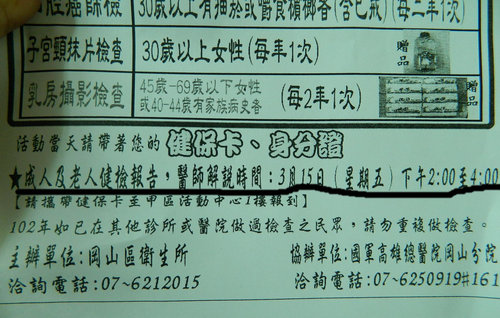 口腔癌篩檢 30歲以上有抽菸或嚼食檳榔者(含已戒)(每二年1次)
子宮頸抹片檢查 30歲以上女性(每年1次) 贈品
乳房攝影檢查 45歲-69歲以下女性 或40-44歲有家族病史者 (每2年1次) 贈品
活動當天請帶著您的 健保卡、身分證
★成人及老人健檢報告，醫師解說時間：3月15日(星期五)下午2:00至4:00
【請攜帶健保卡至甲區活動中心1樓報到】
102年如已在其他診所或醫院做過檢查之民眾，請勿重複做檢查。
主辦單位:岡山區衛生所 協辦單位:國軍高雄總醫院岡山分院
洽詢電話:07~6212015 洽詢電話:07~6250919#161